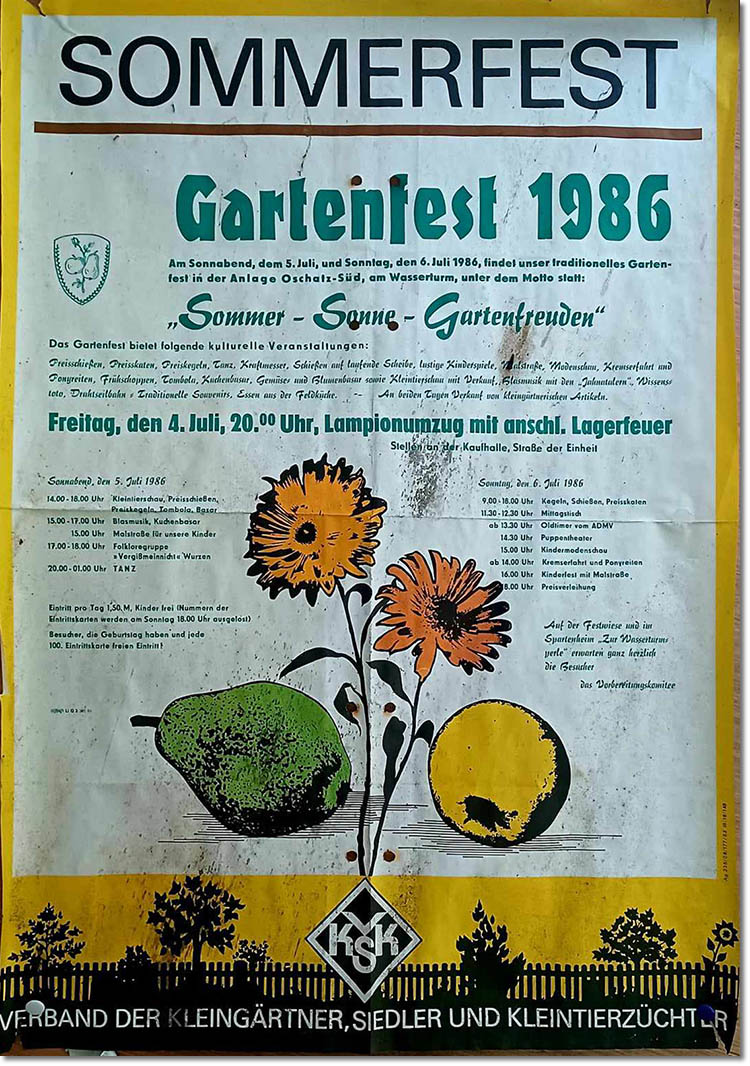 SOMMERFEST
Gartenfest 1986
Am Sonnabend, dem 5. Juli, und Sonntag, den 6. Juli 1986, findet unser traditionelles Garten-
fest in der Anlage Oschatz-Süd, am Wasserturm, unter dem Motto statt:
„Sommer - Sonne - Gartenfreuden“
Das Gartenfest bietet folgende kulturelle Veranstaltungen:
Preisschießen, Preisskaten, Preiskegeln, Tanz, Kraftmesser, Schießen auf laufende Scheibe, lustige Kinderspiele, Malstraße, Modenschau, Kremserfahrt und
Ponyreiten, Frühschoppen, Tombola, Kuchenbasar, Gemüse- und Blumenbasar sowie Kleintierschau mit Verkauf, Blasmusik mit den „Jahnatalern“, Wissens-
toto, Drahtseilbahn + Traditionelle Souvenirs, Essen aus der Feldküche. — An beiden Tagen Verkauf von kleingärtnerischen Artikeln.
Freitag, den 4. Juli, 20.00 Uhr, Lampionumzug mit anschl. Lagerfeuer
Stellen an der Kaufhalle, Straße der Einheit
Sonnabend, den 5. Juli 1986
14.00 - 18.00 Uhr Kleintierschau, Preisschießen,
Preiskegeln, Tombola, Basar
15.00 - 17.00 Uhr Blasmusik, Kuchenbasar
15.00 Uhr Malstraße für unsere Kinder
17.00 - 18.00 Uhr Folkloregruppe
»Vergißmeinnicht« Wurzen
20.00 - 01.00 Uhr TANZ
Eintritt pro Tag 1,50 M, Kinder frei (Nummern der
Eintrittskarten werden am Sonntag 18.00 Uhr ausgelost)
Besucher, die Geburtstag haben und jede
100. Eintrittskarte freien Eintritt!
Sonntag, den 6. Juli 1986
9.00 - 18.00 Uhr Kegeln, Schießen, Preisskaten
11.30 - 12.30 Uhr Mittagstisch
ab 13.30 Uhr Oldtimer vom ADMV
14.30 Uhr Puppentheater
15.00 Uhr Kindermodenschau
ab 14.00 Uhr Kremserfahrt und Ponyreiten
16.00 Uhr Kinderfest mit Malstraße
8.00 Uhr Preisverleihung
Auf der Festwiese und im
Spartenheim „Zur Wasserturm-
perle“ erwarten ganz herzlich
die Besucher
das Vorbereitungskomitee
VKSK
VERBAND DER KLEINGÄRTNER, SIEDLER UND KLEINTIERZÜCHTER